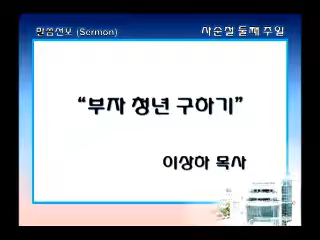 말씀선포 (Sermon)
사순절 둘째 주일
“부자 청년 구하기”
이상하 목사